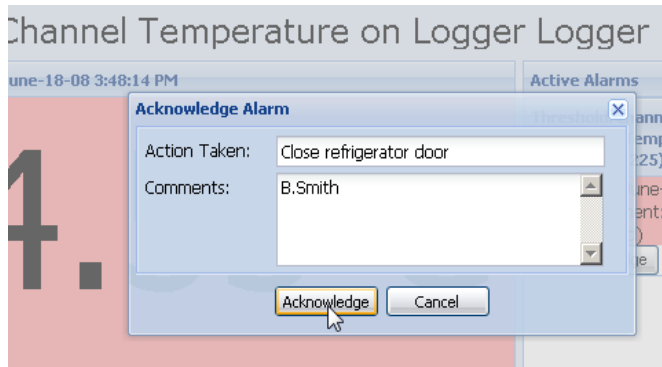 Channel Temperature on Logger Logger
une-18-08 3:48:14 PM
Active Alarms
Acknowledge Alarm
Action Taken: Close refrigerator door
Comments: B.Smith
Acknowledge Cancel
4.